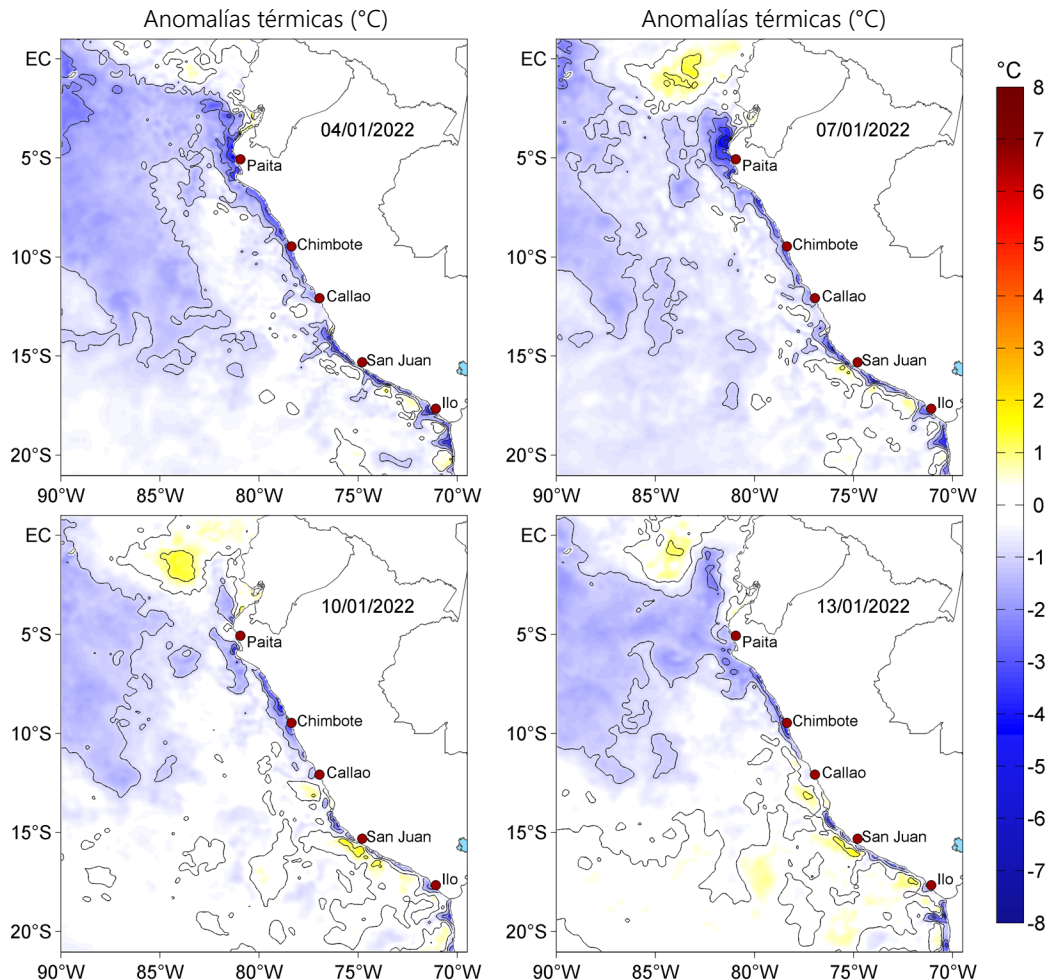 Anomalías térmicas (°C)
Anomalías térmicas (°C)
EC
5°S
10°S
15°S
20°S
04/01/2022
Paita
Chimbote
Callao
San Juan
Ilo
90°W
85°W
80°W
75°W
70°W
EC
5°S
10°S
15°S
20°S
07/01/2022
Paita
Chimbote
Callao
San Juan
Ilo
90°W
85°W
80°W
75°W
70°W
EC
5°S
10°S
15°S
20°S
10/01/2022
Paita
Chimbote
Callao
San Juan
Ilo
90°W
85°W
80°W
75°W
70°W
EC
5°S
10°S
15°S
20°S
13/01/2022
Paita
Chimbote
Callao
San Juan
Ilo
90°W
85°W
80°W
75°W
70°W
°C
8
7
6
5
4
3
2
1
0
-1
-2
-3
-4
-5
-6
-7
-8